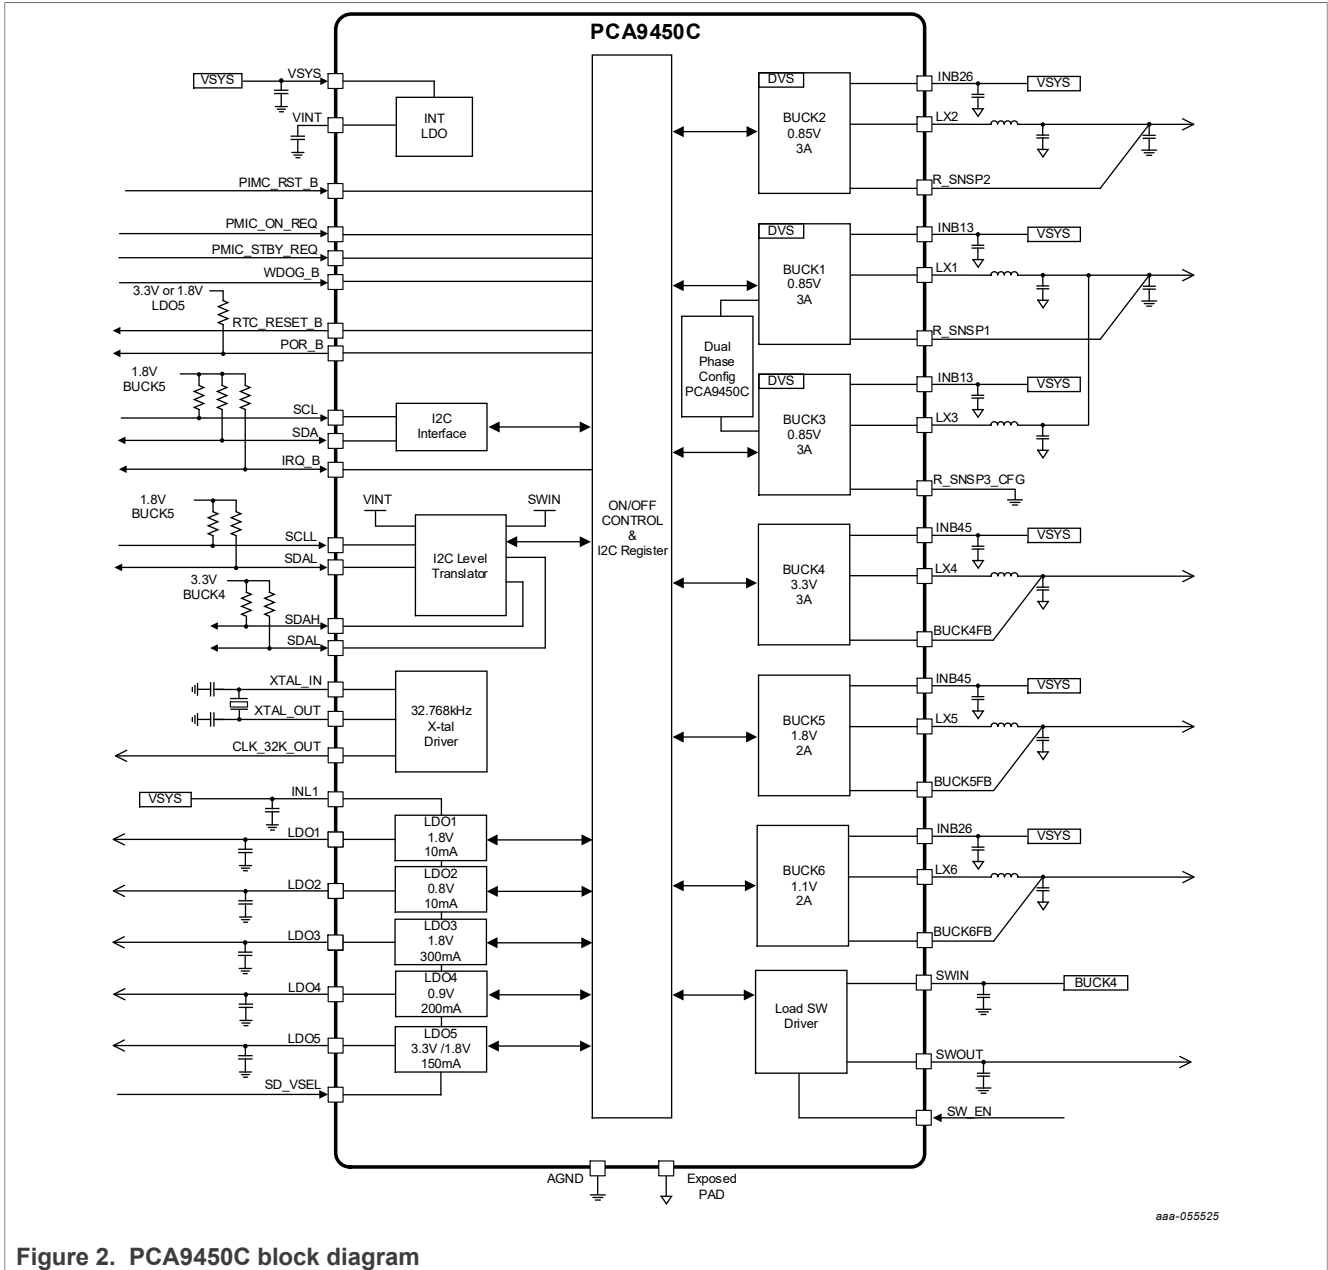 PCA9450C
VSYS
VSYS
VINT
INT
LDO
PIMC_RST_B
PMIC_ON_REQ
PMIC_STBY_REQ
WDOG_B
3.3V or 1.8V
LDO5
RTC_RESET_B
POR_B
1.8V
BUCK5
SCL
SDA
I2C
Interface
IRQ_B
1.8V
BUCK5
VINT
SWIN
SCLL
SDAL
I2C Level
Translator
3.3V
BUCK4
SDAH
SDAL
XTAL_IN
XTAL_OUT
32.768kHz
X-tal
Driver
CLK_32K_OUT
VSYS
INL1
LDO1
LDO1
1.8V
10mA
LDO2
LDO2
0.8V
10mA
LDO3
LDO3
1.8V
300mA
LDO4
LDO4
0.9V
200mA
LDO5
LDO5
3.3V /1.8V
150mA
SD_VSEL
ON/OFF
CONTROL
&
I2C Register
DVS
BUCK2
0.85V
3A
INB26
VSYS
LX2
R_SNSP2
DVS
BUCK1
0.85V
3A
INB13
VSYS
LX1
R_SNSP1
Dual
Phase
Config
PCA9450C
DVS
BUCK3
0.85V
3A
INB13
VSYS
LX3
R_SNSP3_CFG
BUCK4
3.3V
3A
INB45
VSYS
LX4
BUCK4FB
BUCK5
1.8V
2A
INB45
VSYS
LX5
BUCK5FB
BUCK6
1.1V
2A
INB26
VSYS
LX6
BUCK6FB
Load SW
Driver
SWIN
BUCK4
SWOUT
SW_EN
AGND
Exposed
PAD
aaa-055525
Figure 2. PCA9450C block diagram